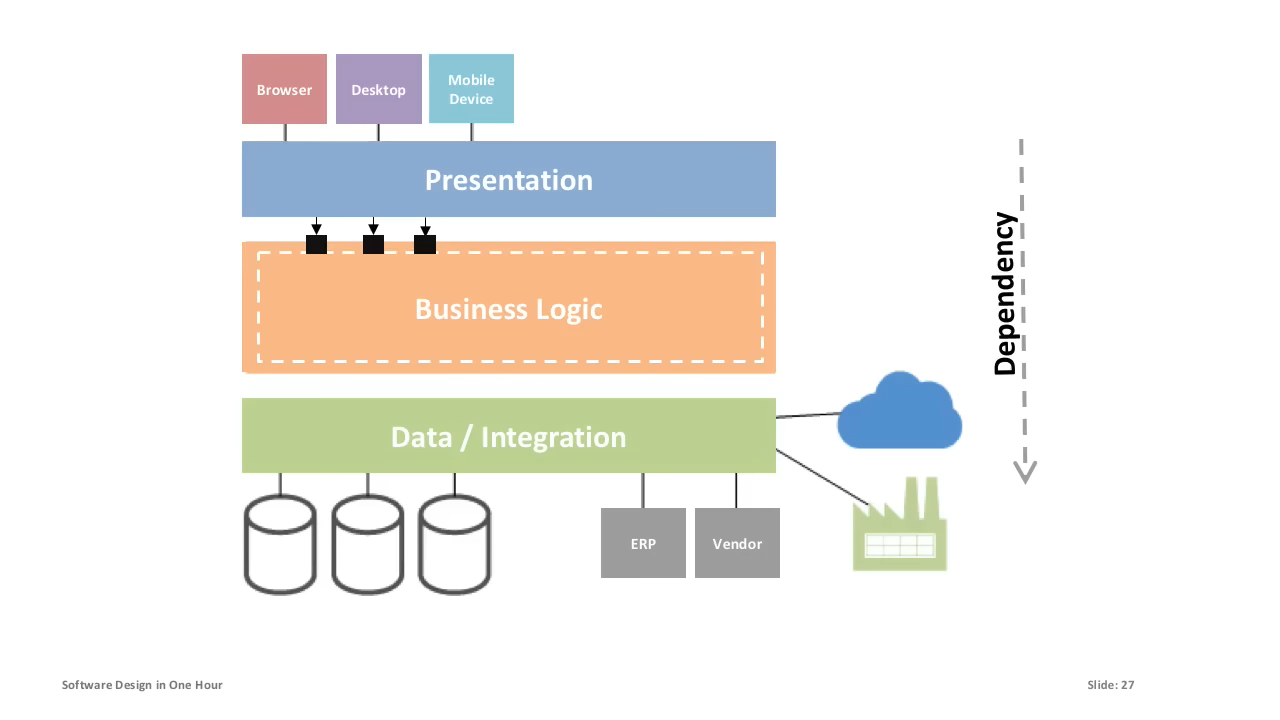 Browser
Desktop
Mobile
Device
Presentation
Business Logic
Dependency
Data / Integration
ERP
Vendor
Software Design in One Hour
Slide: 27